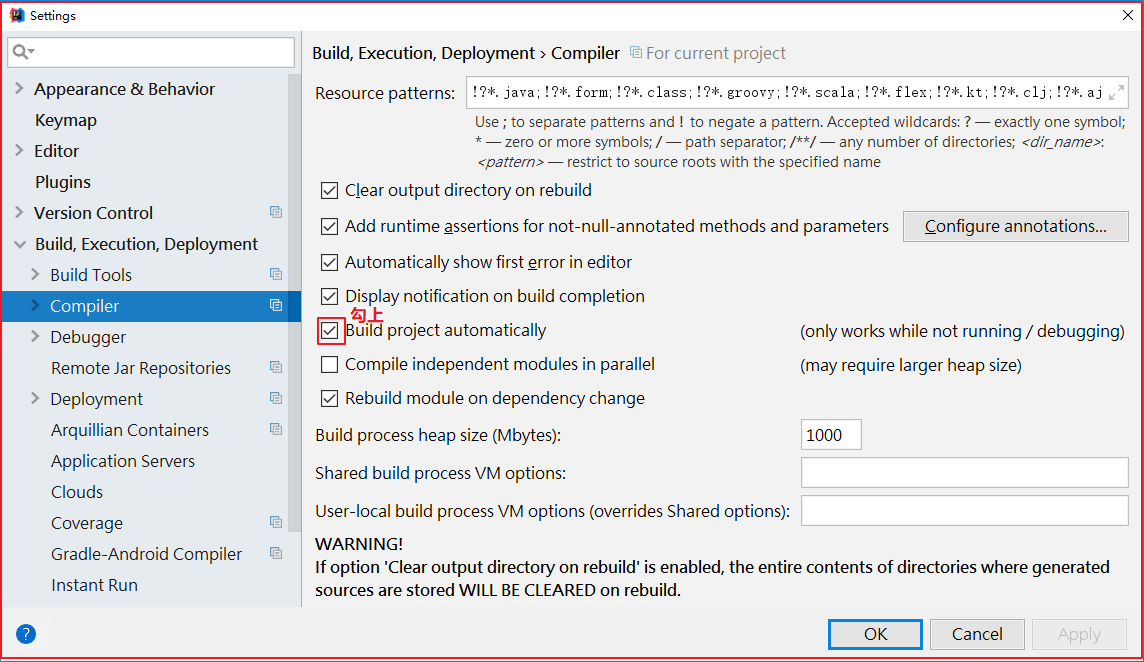 Settings
Build, Execution, Deployment › Compiler For current project
Appearance & Behavior
Keymap
Editor
Plugins
Version Control
Build, Execution, Deployment
Build Tools
Compiler
Debugger
Remote Jar Repositories
Deployment
Arquillian Containers
Application Servers
Clouds
Coverage
Gradle-Android Compiler
Instant Run
Resource patterns: !?*.java;!?*.form;!?*.class;!?*.groovy;!?*.scala;!?*.flex;!?*.kt;!?*.clj;!?*.aj
Use ; to separate patterns and ! to negate a pattern. Accepted wildcards: ? — exactly one symbol;
* — zero or more symbols; / — path separator; /**/ — any number of directories; <dir_name>:
<pattern> — restrict to source roots with the specified name
Clear output directory on rebuild
Add runtime assertions for not-null-annotated methods and parameters Configure annotations...
Automatically show first error in editor
Display notification on build completion
勾上
Build project automatically (only works while not running / debugging)
Compile independent modules in parallel (may require larger heap size)
Rebuild module on dependency change
Build process heap size (Mbytes): 1000
Shared build process VM options:
User-local build process VM options (overrides Shared options):
WARNING!
If option 'Clear output directory on rebuild' is enabled, the entire contents of directories where generated
sources are stored WILL BE CLEARED on rebuild.
? OK Cancel Apply